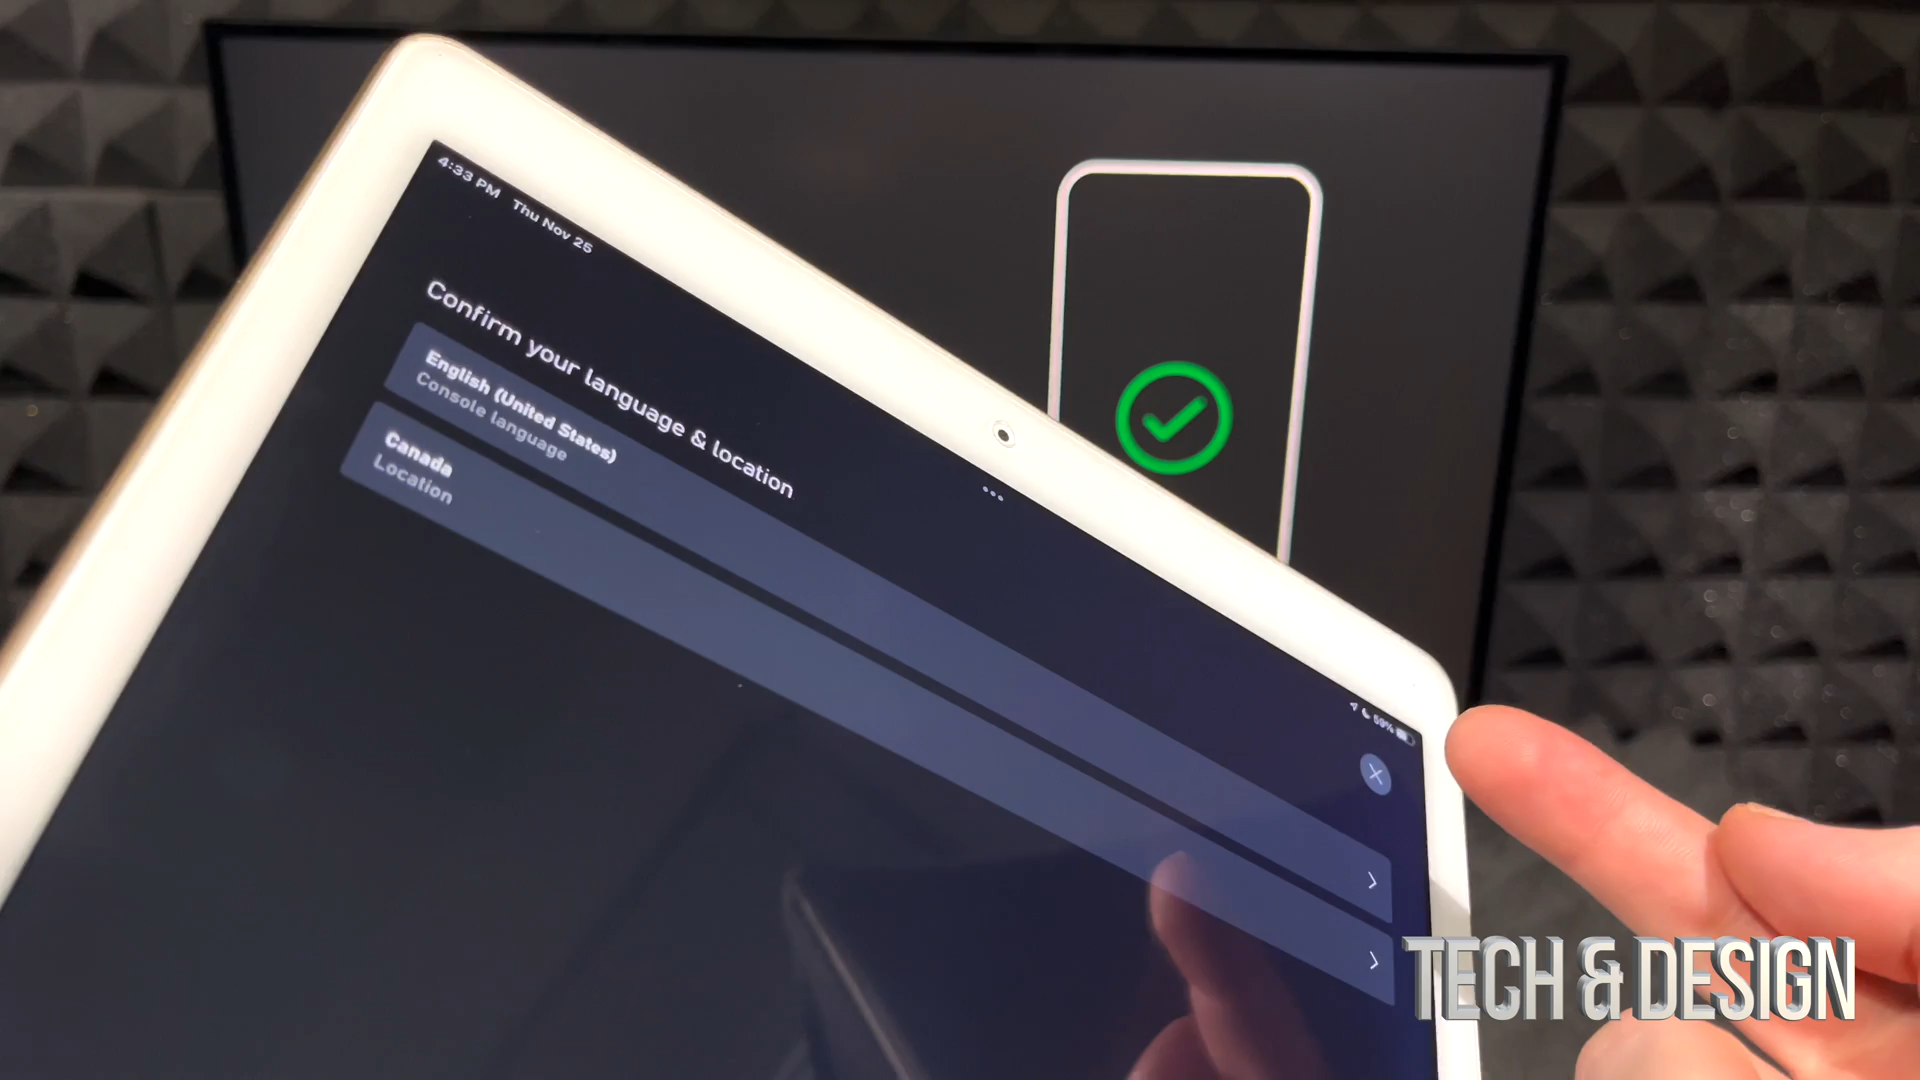 4:33 PM Thu Nov 25
59%
Confirm your language & location
English (United States)
Console language
Canada
Location
TECH & DESIGN